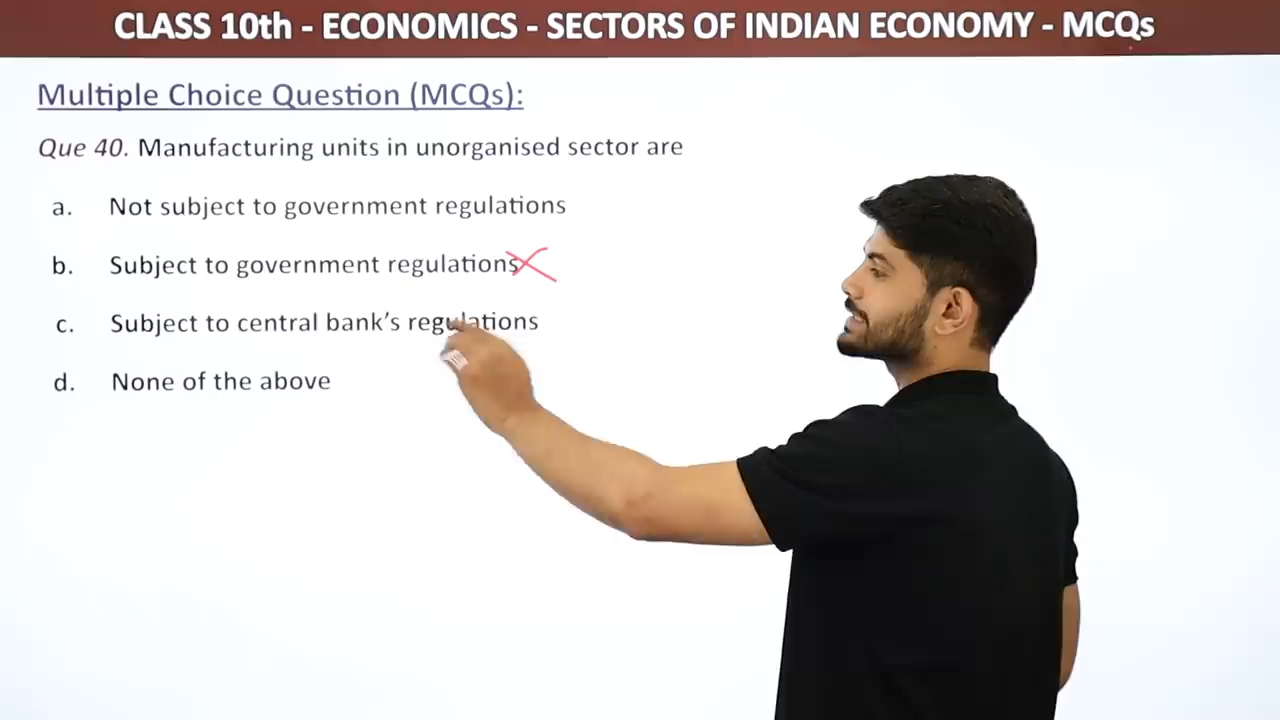 CLASS 10th - ECONOMICS - SECTORS OF INDIAN ECONOMY - MCQs
Multiple Choice Question (MCQs):
Que 40. Manufacturing units in unorganised sector are
a. Not subject to government regulations
b. Subject to government regulations
c. Subject to central bank's regulations
d. None of the above